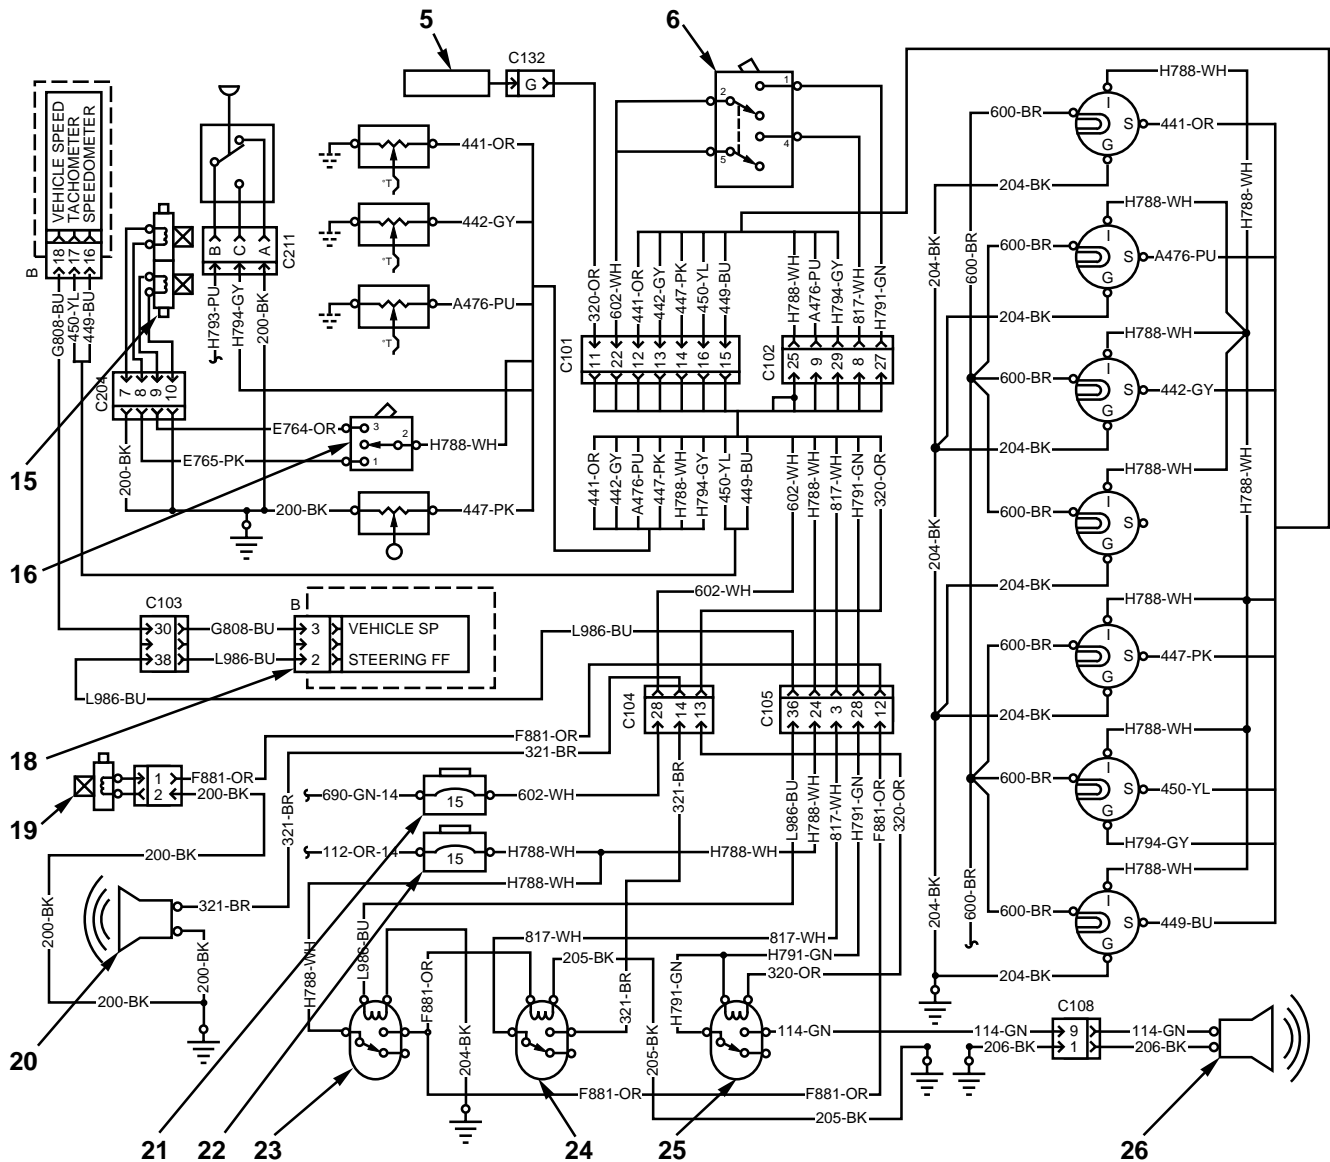 5
6
C132
G
VEHICLE SPEED
TACHOMETER
SPEEDOMETER
18
17
16
B
G808-BU
450-YL
449-BU
15
B
C
A
C211
H793-PU
H794-GY
200-BK
7
8
9
10
C204
200-BK
E764-OR
E765-PK
200-BK
3
2
1
H788-WH
16
441-OR
°T
442-GY
°T
A476-PU
°T
447-PK
1
2
4
5
320-OR
602-WH
441-OR
442-GY
447-PK
450-YL
449-BU
C101
11
22
12
13
14
16
15
H788-WH
A476-PU
H794-GY
817-WH
H791-GN
C102
25
9
29
8
27
441-OR
442-GY
A476-PU
447-PK
H788-WH
H794-GY
450-YL
449-BU
602-WH
H788-WH
817-WH
H791-GN
320-OR
602-WH
H788-WH
600-BR
I
S
G
441-OR
204-BK
H788-WH
H788-WH
600-BR
I
S
G
A476-PU
204-BK
204-BK
600-BR
H788-WH
600-BR
I
S
G
442-GY
204-BK
H788-WH
H788-WH
600-BR
I
S
G
204-BK
204-BK
H788-WH
600-BR
I
S
G
447-PK
204-BK
H788-WH
600-BR
I
S
G
450-YL
H794-GY
H788-WH
600-BR
I
S
G
449-BU
204-BK
204-BK
600-BR
C103
30
38
G808-BU
L986-BU
L986-BU
B
3
VEHICLE SP
2
STEERING FF
18
L986-BU
C104
28
14
13
C105
36
24
3
28
12
F881-OR
321-BR
1
2
F881-OR
200-BK
19
200-BK
321-BR
321-BR
200-BK
200-BK
200-BK
20
690-GN-14
15
602-WH
112-OR-14
15
H788-WH
H788-WH
H788-WH
321-BR
L986-BU
H788-WH
817-WH
H791-GN
F881-OR
320-OR
H788-WH
L986-BU
F881-OR
204-BK
817-WH
817-WH
205-BK
321-BR
205-BK
H791-GN
H791-GN
320-OR
114-GN
F881-OR
F881-OR
205-BK
114-GN
206-BK
C108
9
1
114-GN
206-BK
21
22
23
24
25
26